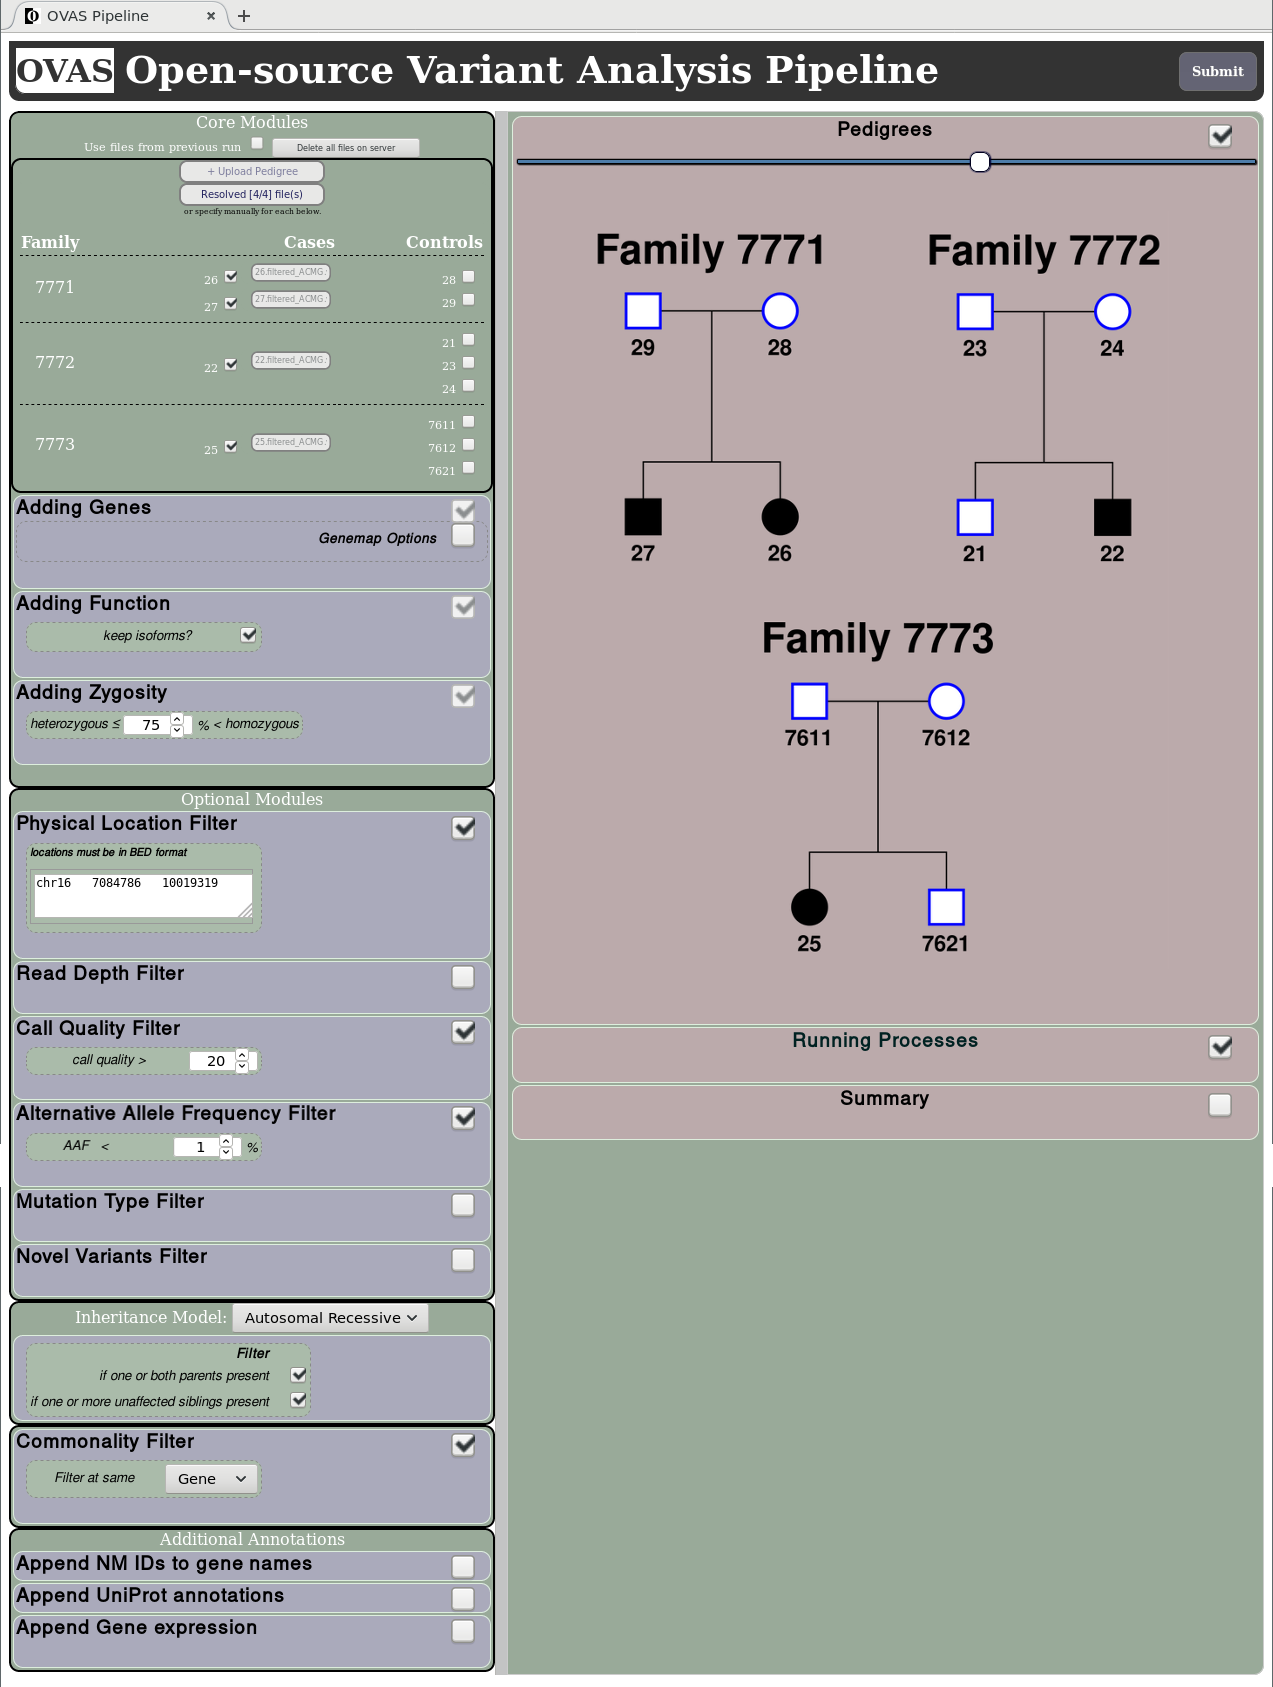 OVAS Pipeline
OVAS Open-source Variant Analysis Pipeline
Submit
Core Modules
Use files from previous run
Delete all files on server
+ Upload Pedigree
Resolved [4/4] file(s)
or specify manually for each below.
Family Cases Controls
7771
26 26.filtered_ACMG.
27 27.filtered_ACMG.
28
29
7772
22 22.filtered_ACMG.
21
23
24
7773
25 25.filtered_ACMG.
7611
7612
7621
Adding Genes
Genemap Options
Adding Function
keep isoforms?
Adding Zygosity
heterozygous ≤ 75 % < homozygous
Optional Modules
Physical Location Filter
locations must be in BED format
chr16 7084786 10019319
Read Depth Filter
Call Quality Filter
call quality > 20
Alternative Allele Frequency Filter
AAF < 1 %
Mutation Type Filter
Novel Variants Filter
Inheritance Model: Autosomal Recessive
Filter
if one or both parents present
if one or more unaffected siblings present
Commonality Filter
Filter at same Gene
Additional Annotations
Append NM IDs to gene names
Append UniProt annotations
Append Gene expression
Pedigrees
Family 7771
29 28
27 26
Family 7772
23 24
21 22
Family 7773
7611 7612
25 7621
Running Processes
Summary